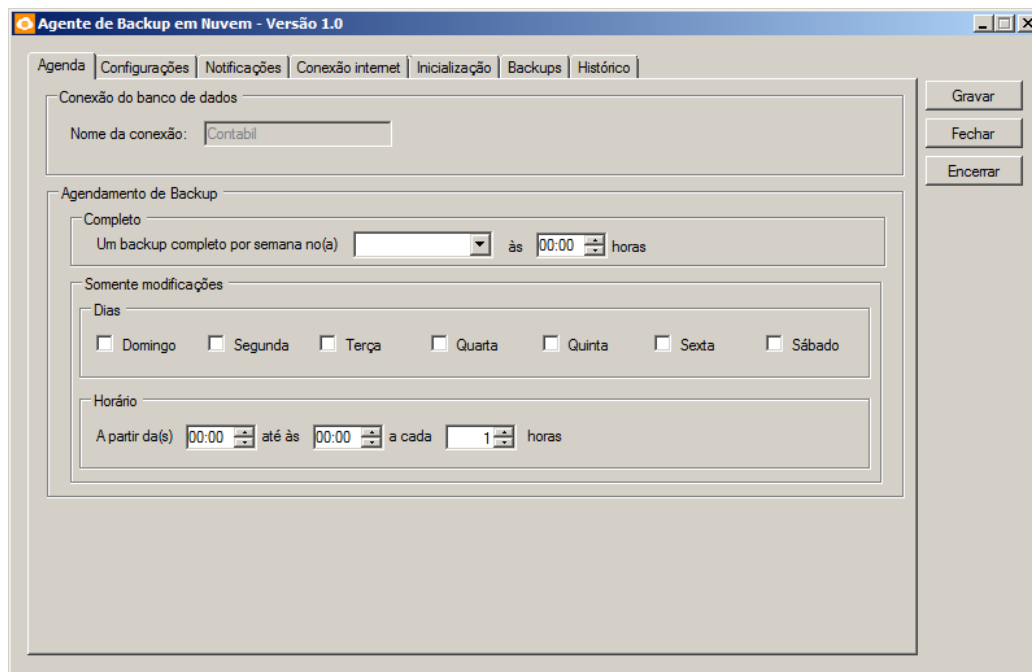 Agente de Backup em Nuvem - Versão 1.0
Agenda Configurações Notificações Conexão internet Inicialização Backups Histórico
Conexão do banco de dados
Nome da conexão: Contabil
Gravar
Fechar
Encerrar
Agendamento de Backup
Completo
Um backup completo por semana no(a) às 00:00 horas
Somente modificações
Dias
Domingo Segunda Terça Quarta Quinta Sexta Sábado
Horário
A partir da(s) 00:00 até às 00:00 a cada 1 horas